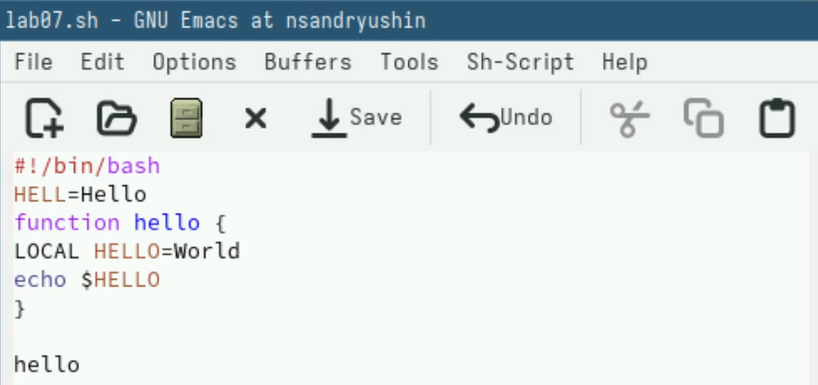 lab07.sh – GNU Emacs at nsandryushin
File Edit Options Buffers Tools Sh-Script Help
Save Undo
#!/bin/bash
HELL=Hello
function hello {
LOCAL HELLO=World
echo $HELLO
}
hello